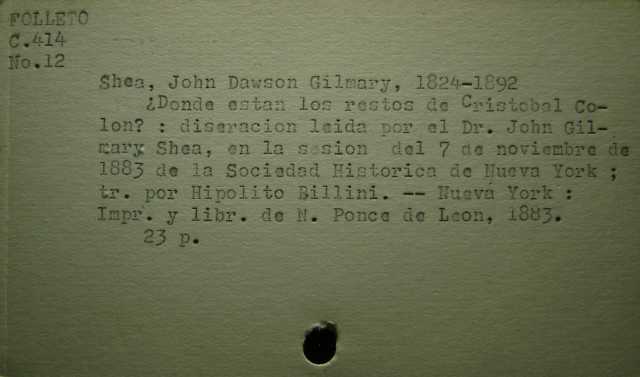 FOLLETO
C.414
No.12
Shea, John Dawson Gilmary, 1824-1892
¿Donde estan los restos de Cristobal Co-
lon? : diseracion leida por el Dr. John Gil-
mary Shea, en la sesion del 7 de noviembre de
1883 de la Sociedad Historica de Nueva York ;
tr. por Hipolito Billini. -- Nueva York :
Impr. y libr. de N. Ponce de Leon, 1883.
23 p.